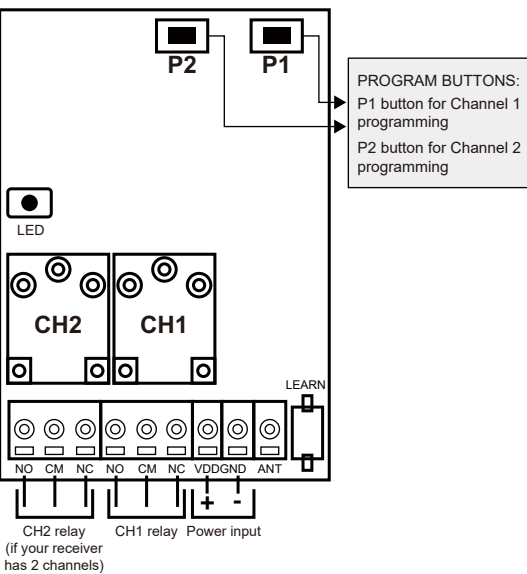 P2
P1
PROGRAM BUTTONS:
P1 button for Channel 1
programming
P2 button for Channel 2
programming
LED
CH2
CH1
LEARN
NO CM NC NO CM NC VDD GND ANT
+ -
CH2 relay
(if your receiver
has 2 channels)
CH1 relay
Power input